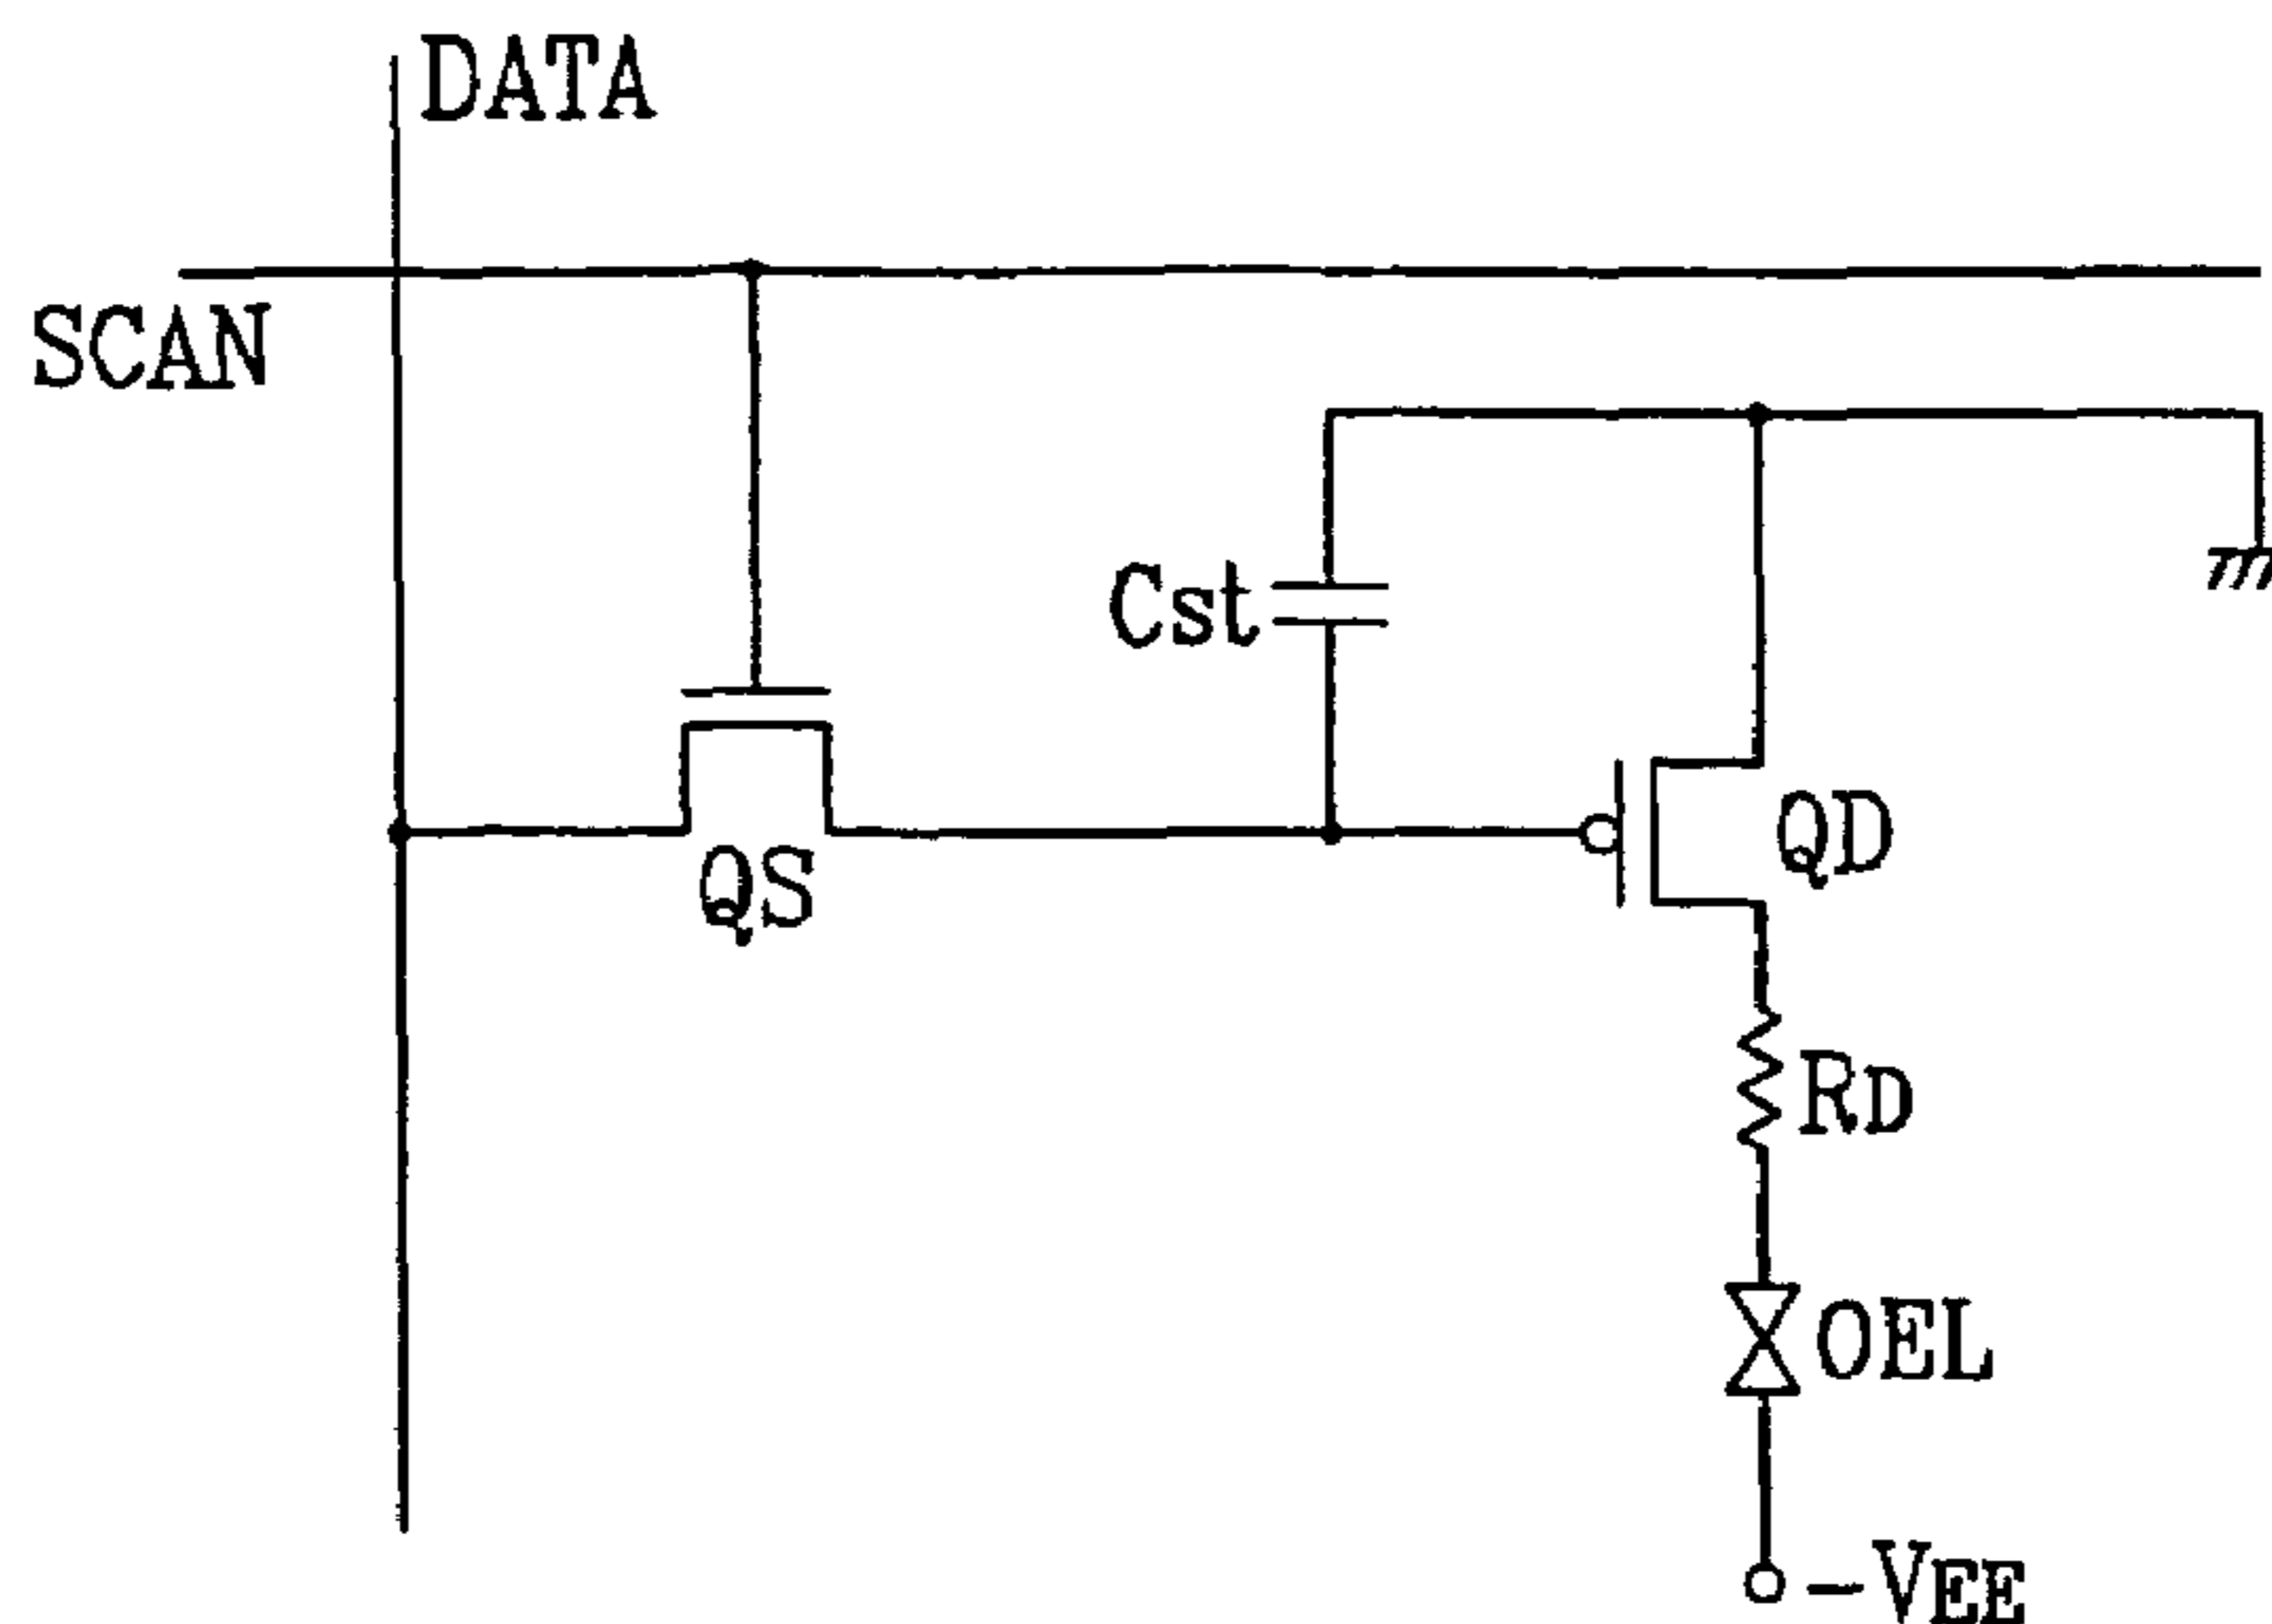 DATA
SCAN
Cst
QD
QS
RD
OEL
-VEE